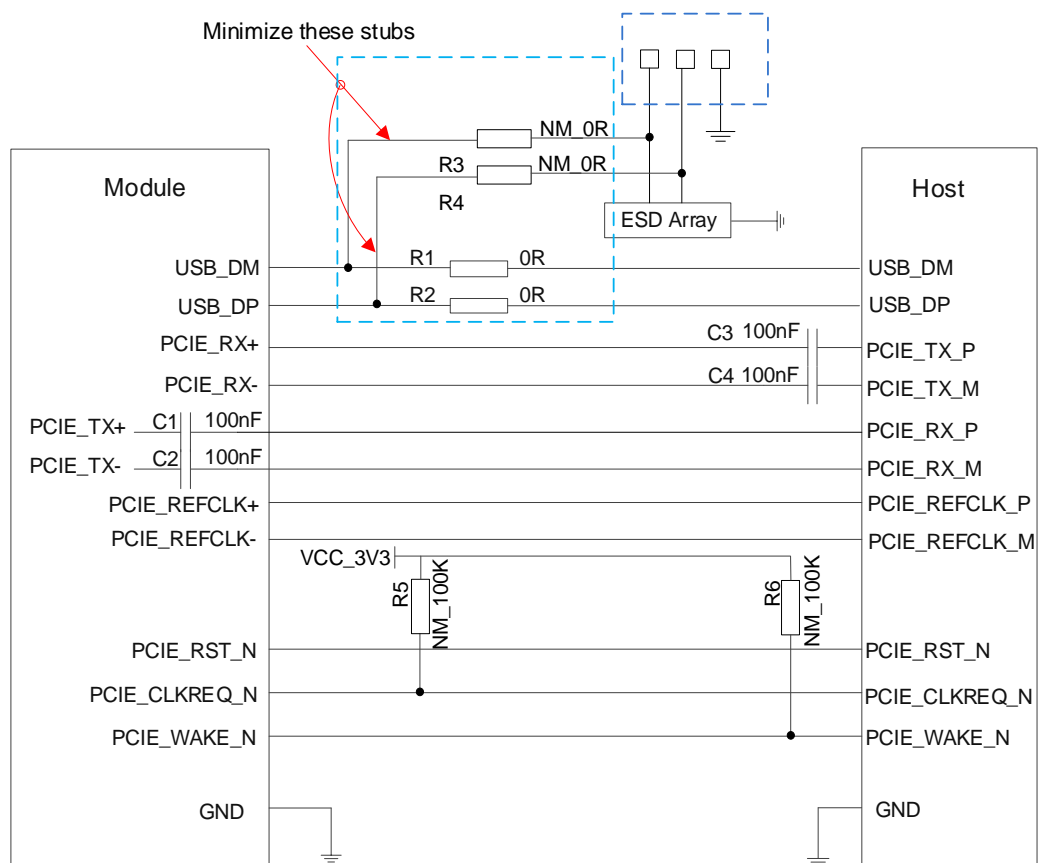 Minimize these stubs
NM_0R
R3
NM_0R
R4
Module
Host
ESD Array
USB_DM
R1
0R
USB_DM
USB_DP
R2
0R
USB_DP
PCIE_RX+
C3
100nF
PCIE_TX_P
PCIE_RX-
C4
100nF
PCIE_TX_M
PCIE_TX+
C1
100nF
PCIE_RX_P
PCIE_TX-
C2
100nF
PCIE_RX_M
PCIE_REFCLK+
PCIE_REFCLK_P
PCIE_REFCLK-
PCIE_REFCLK_M
VCC_3V3
R5
NM_100K
R6
NM_100K
PCIE_RST_N
PCIE_RST_N
PCIE_CLKREQ_N
PCIE_CLKREQ_N
PCIE_WAKE_N
PCIE_WAKE_N
GND
GND